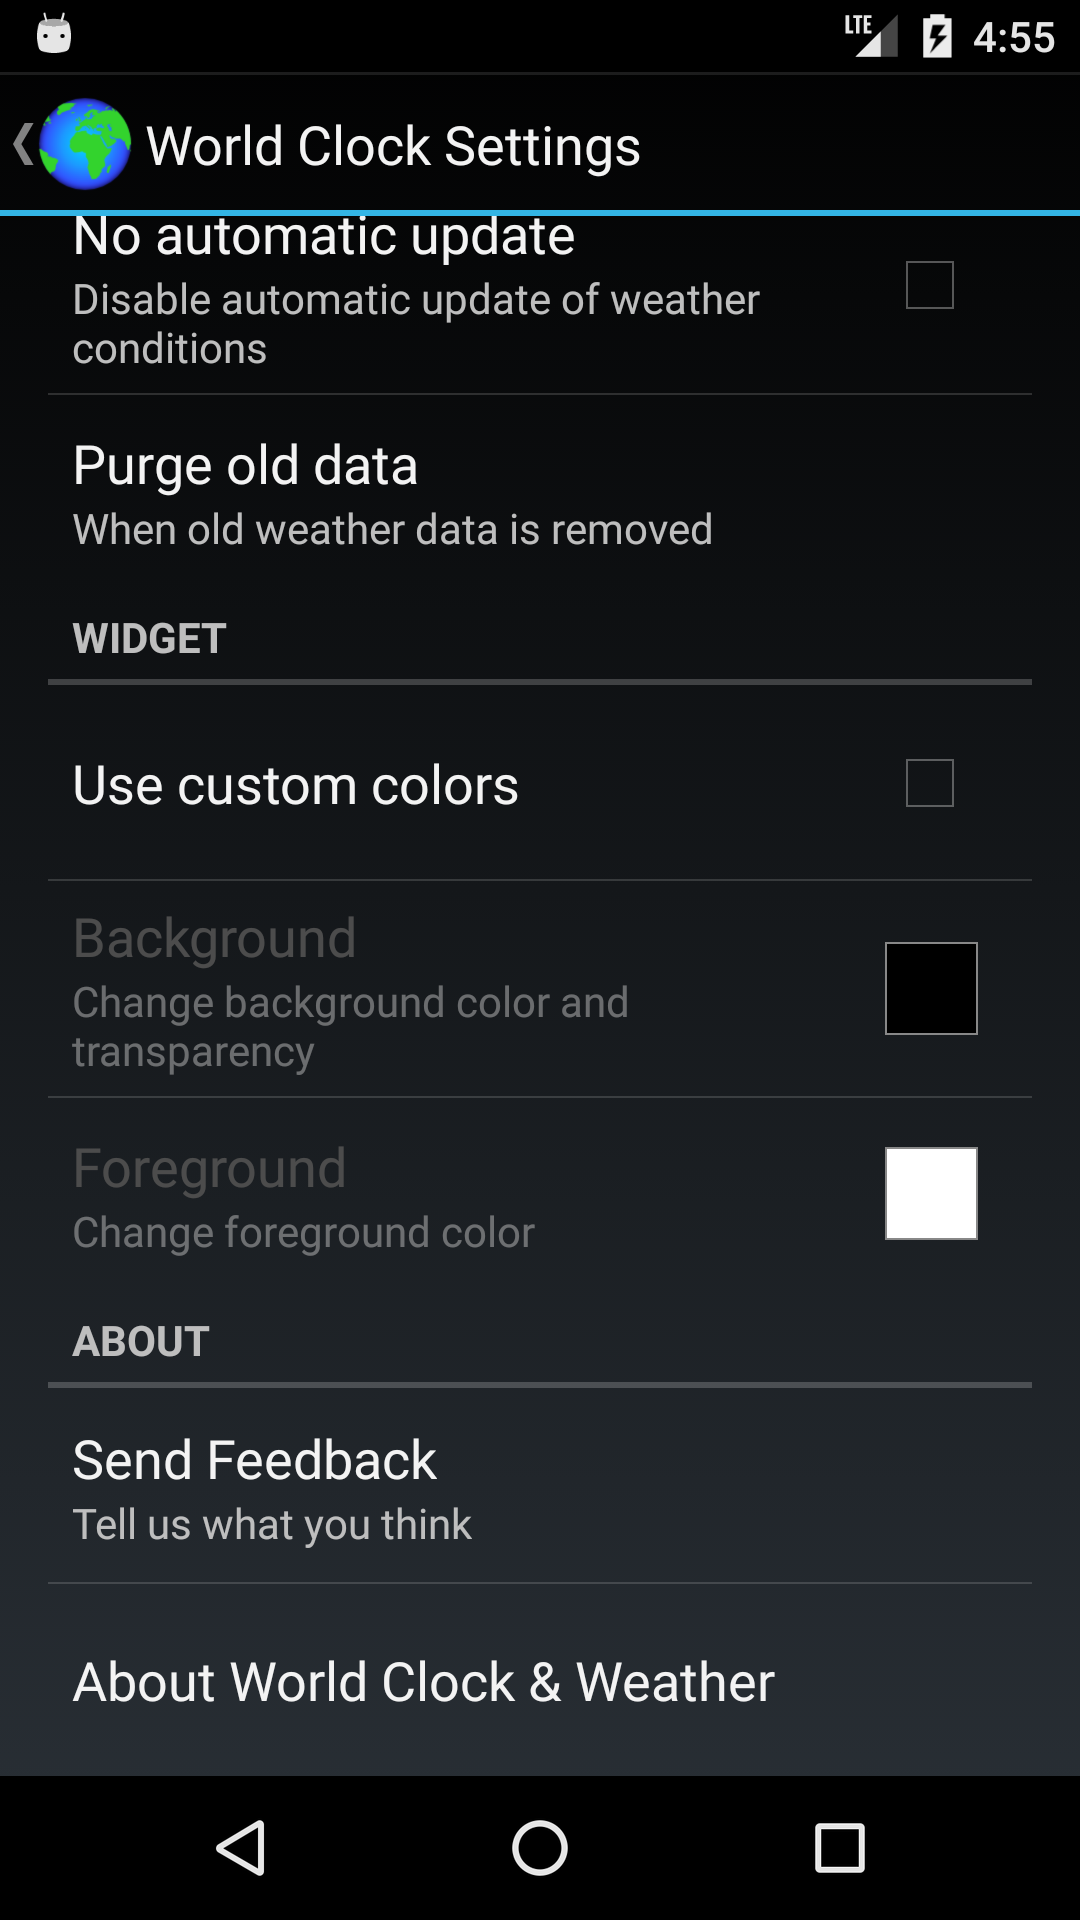 LTE 4:55
World Clock Settings
No automatic update
Disable automatic update of weather
conditions
Purge old data
When old weather data is removed
WIDGET
Use custom colors
Background
Change background color and
transparency
Foreground
Change foreground color
ABOUT
Send Feedback
Tell us what you think
About World Clock & Weather